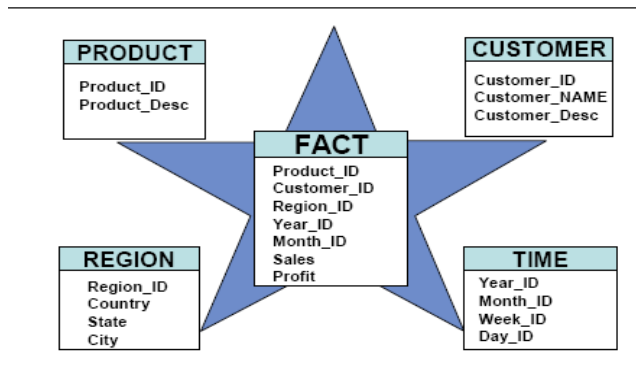 PRODUCT
Product_ID
Product_Desc
CUSTOMER
Customer_ID
Customer_NAME
Customer_Desc
FACT
Product_ID
Customer_ID
Region_ID
Year_ID
Month_ID
Sales
Profit
REGION
Region_ID
Country
State
City
TIME
Year_ID
Month_ID
Week_ID
Day_ID